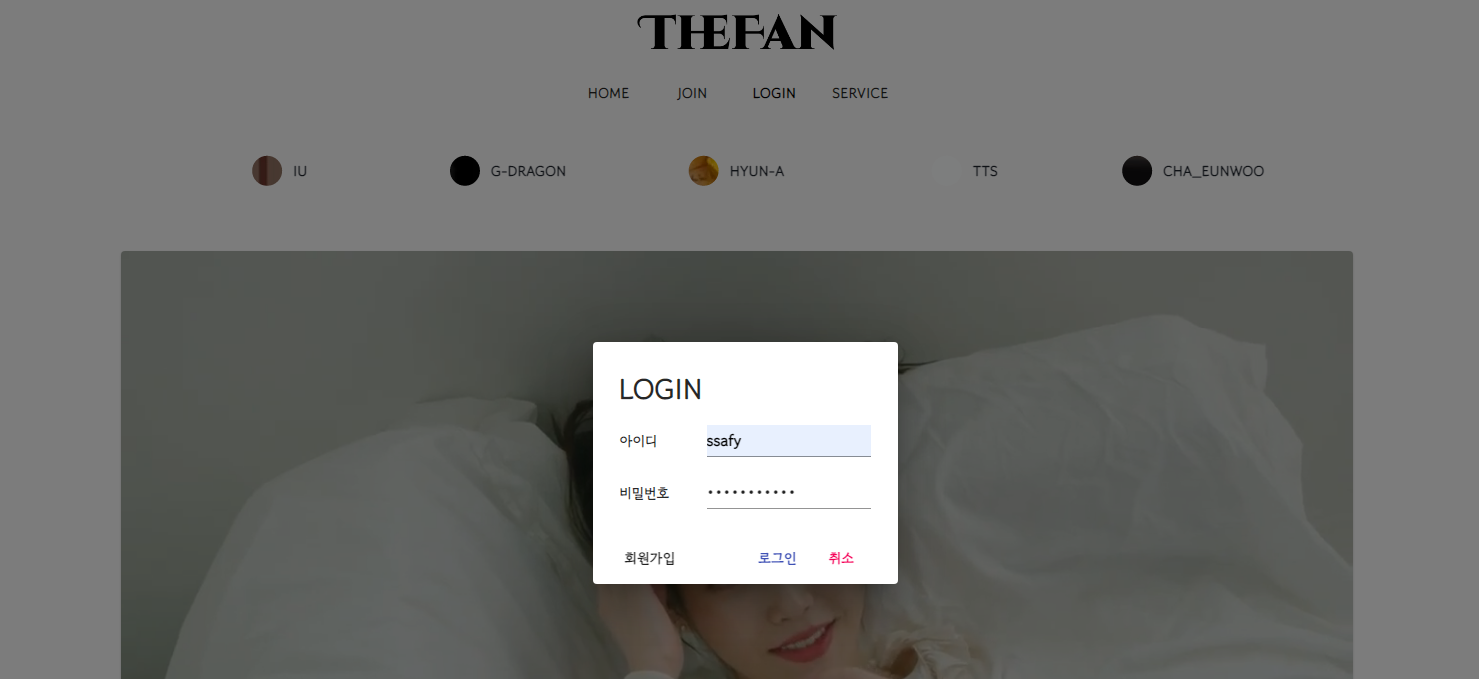 THEFAN
HOME JOIN LOGIN SERVICE
IU G-DRAGON HYUN-A TTS CHA_EUNWOO
LOGIN
아이디 ssafy
비밀번호 •••••••••••
회원가입 로그인 취소